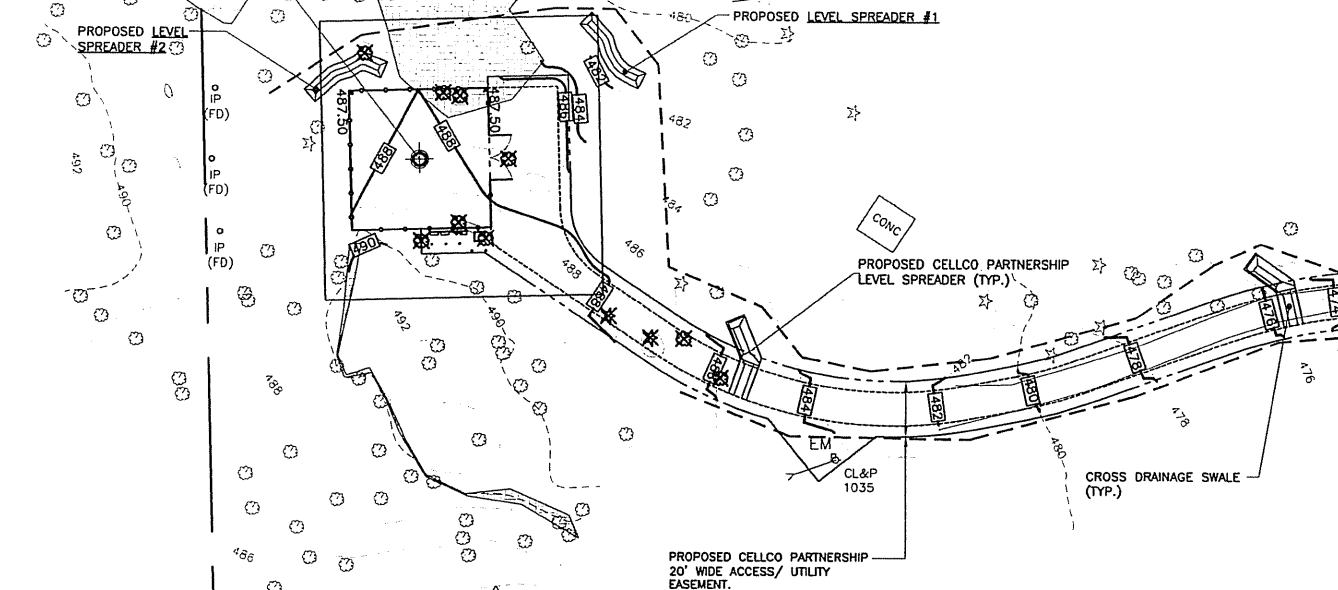 PROPOSED LEVEL
SPREADER #2
480
PROPOSED LEVEL SPREADER #1
482
IP
(FD)
487.50
487.50
486
484
482
488
488
492
490
IP
(FD)
484
IP
(FD)
490
486
488
CONC
PROPOSED CELLCO PARTNERSHIP
LEVEL SPREADER (TYP.)
488
492
490
476
474
478
482
488
484
482
480
476
478
480
EM
CL&P
1035
CROSS DRAINAGE SWALE
(TYP.)
486
PROPOSED CELLCO PARTNERSHIP
20' WIDE ACCESS/ UTILITY
EASEMENT.